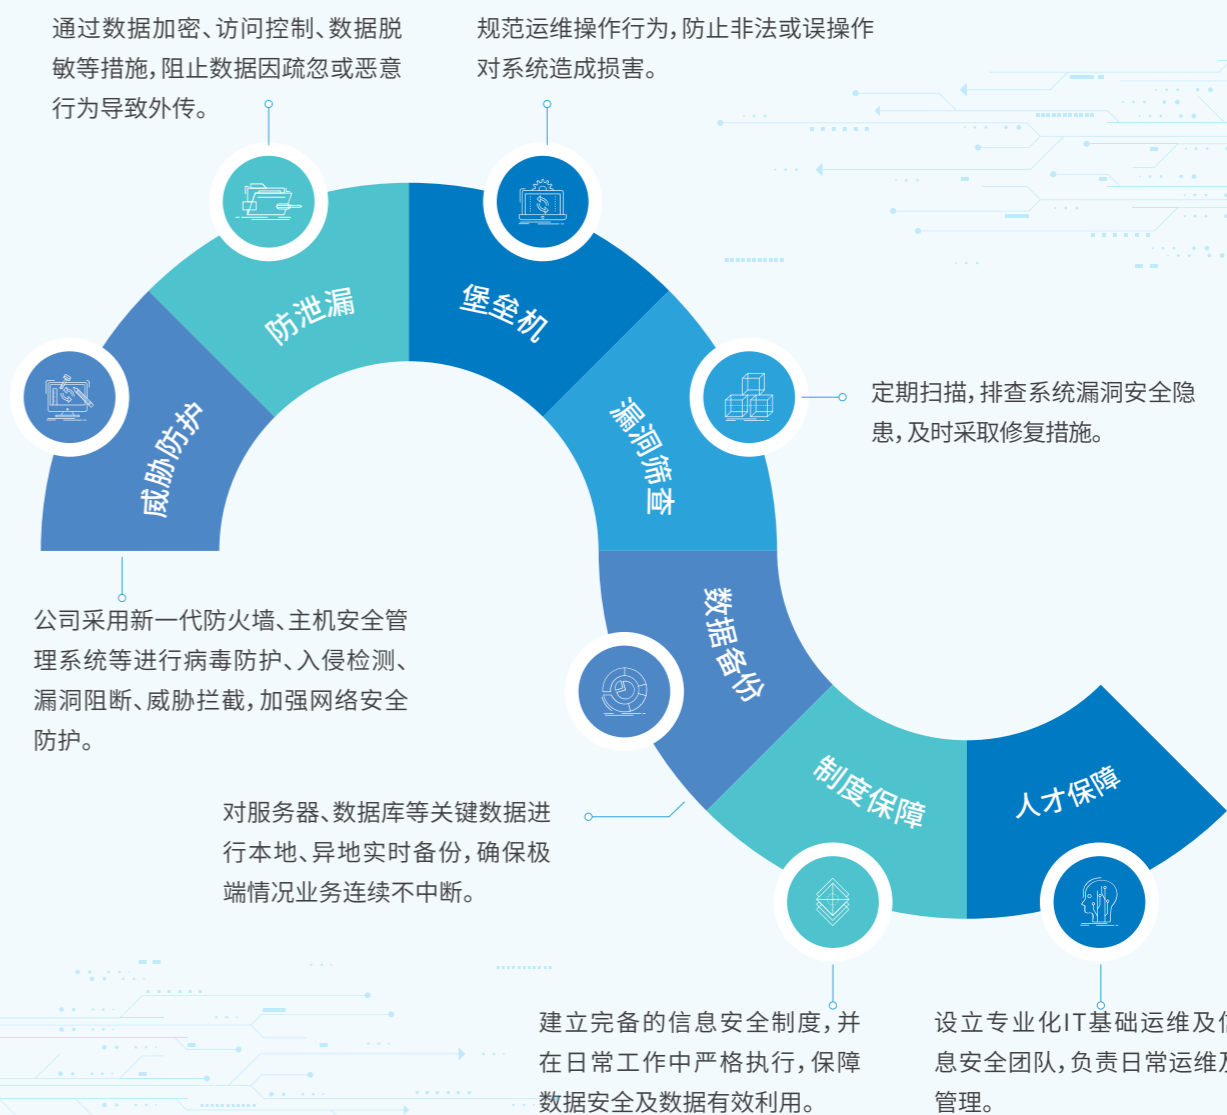 通过数据加密、访问控制、数据脱
敏等措施，阻止数据因疏忽或恶意
行为导致外传。
规范运维操作行为，防止非法或误操作
对系统造成损害。
防泄漏
堡垒机
威胁防护
漏洞筛查
定期扫描，排查系统漏洞安全隐
患，及时采取修复措施。
公司采用新一代防火墙、主机安全管
理系统等进行病毒防护、入侵检测、
漏洞阻断、威胁拦截，加强网络安全
防护。
数据备份
对服务器、数据库等关键数据进
行本地、异地实时备份，确保极
端情况业务连续不中断。
制度保障
人才保障
建立完备的信息安全制度，并
在日常工作中严格执行，保障
数据安全及数据有效利用。
设立专业化IT基础运维及信
息安全团队，负责日常运维及
管理。